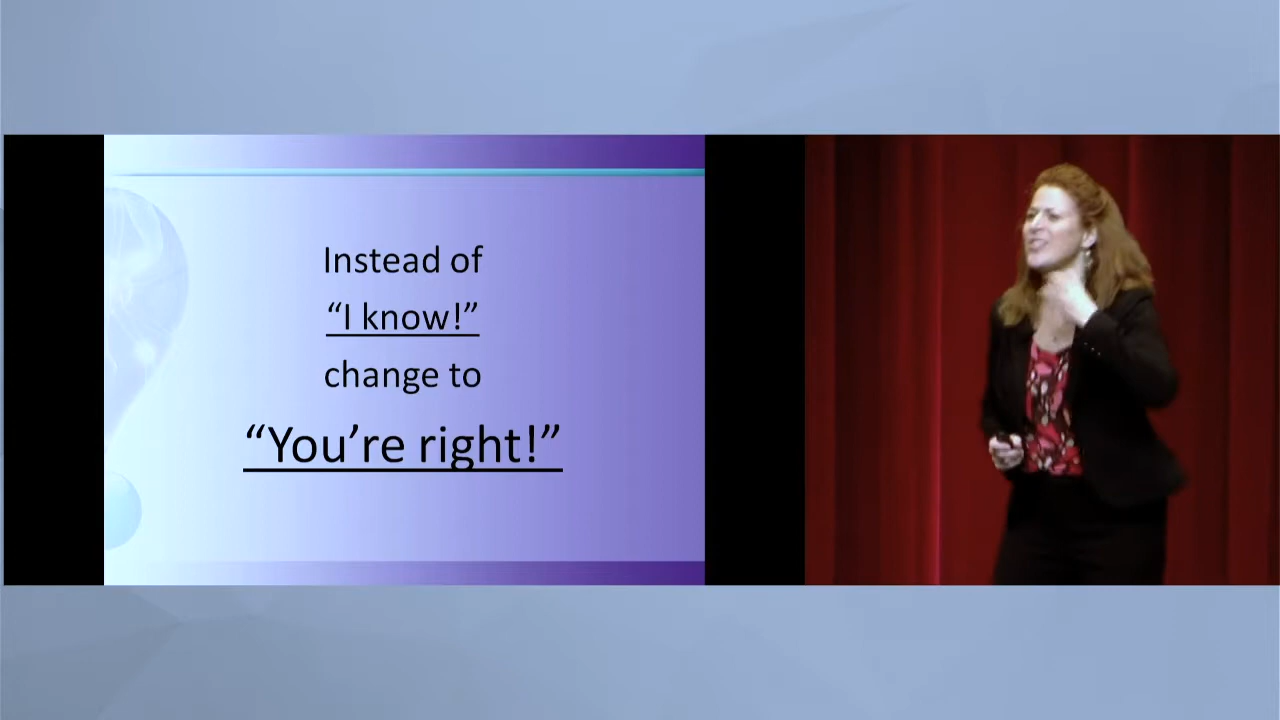 Instead of
“I know!”
change to
“You’re right!”